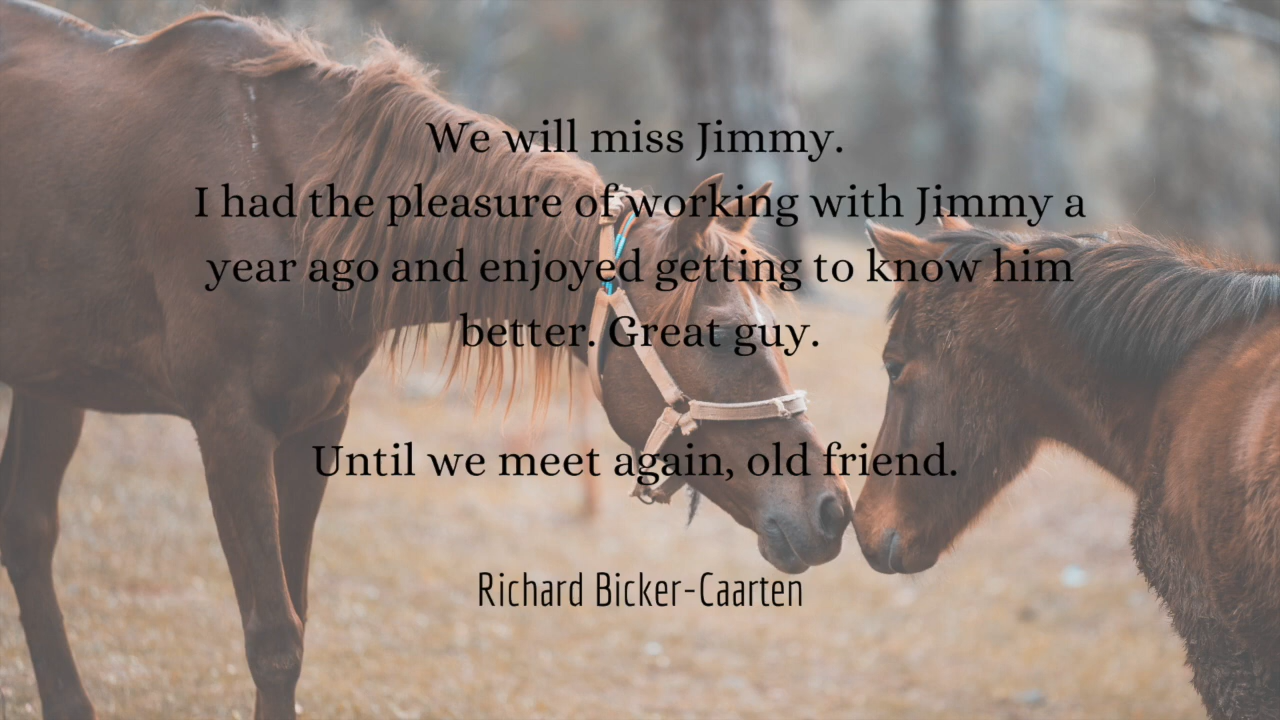 We will miss Jimmy.
I had the pleasure of working with Jimmy a
year ago and enjoyed getting to know him
better. Great guy.
Until we meet again, old friend.
Richard Bicker-Caarten